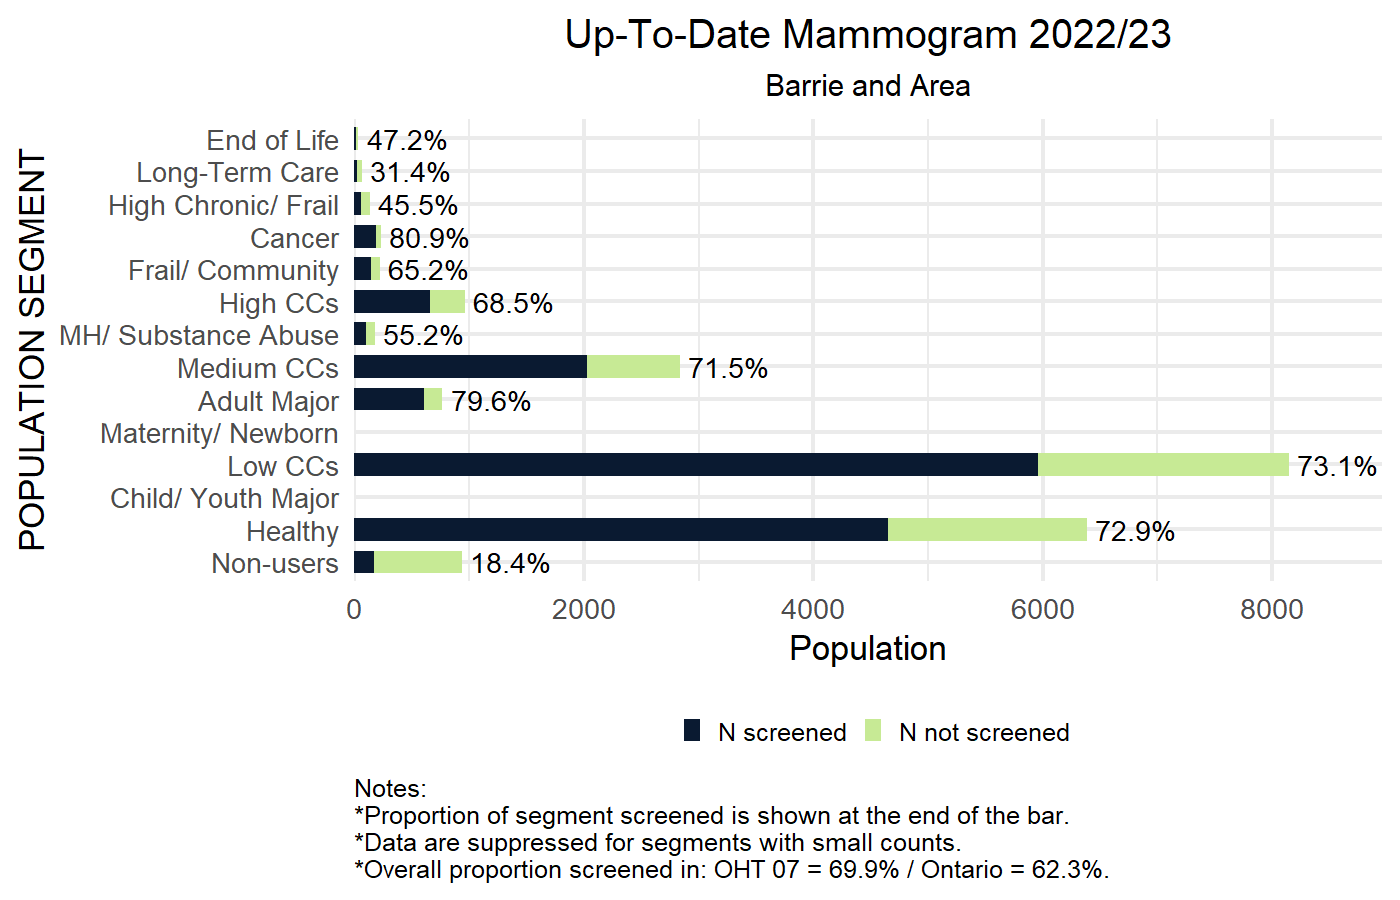 Up-To-Date Mammogram 2022/23
Barrie and Area
POPULATION SEGMENT
End of Life 47.2%
Long-Term Care 31.4%
High Chronic/ Frail 45.5%
Cancer 80.9%
Frail/ Community 65.2%
High CCs 68.5%
MH/ Substance Abuse 55.2%
Medium CCs 71.5%
Adult Major 79.6%
Maternity/ Newborn
Low CCs 73.1%
Child/ Youth Major
Healthy 72.9%
Non-users 18.4%
0 2000 4000 6000 8000
Population
N screened N not screened
Notes:
*Proportion of segment screened is shown at the end of the bar.
*Data are suppressed for segments with small counts.
*Overall proportion screened in: OHT 07 = 69.9% / Ontario = 62.3%.